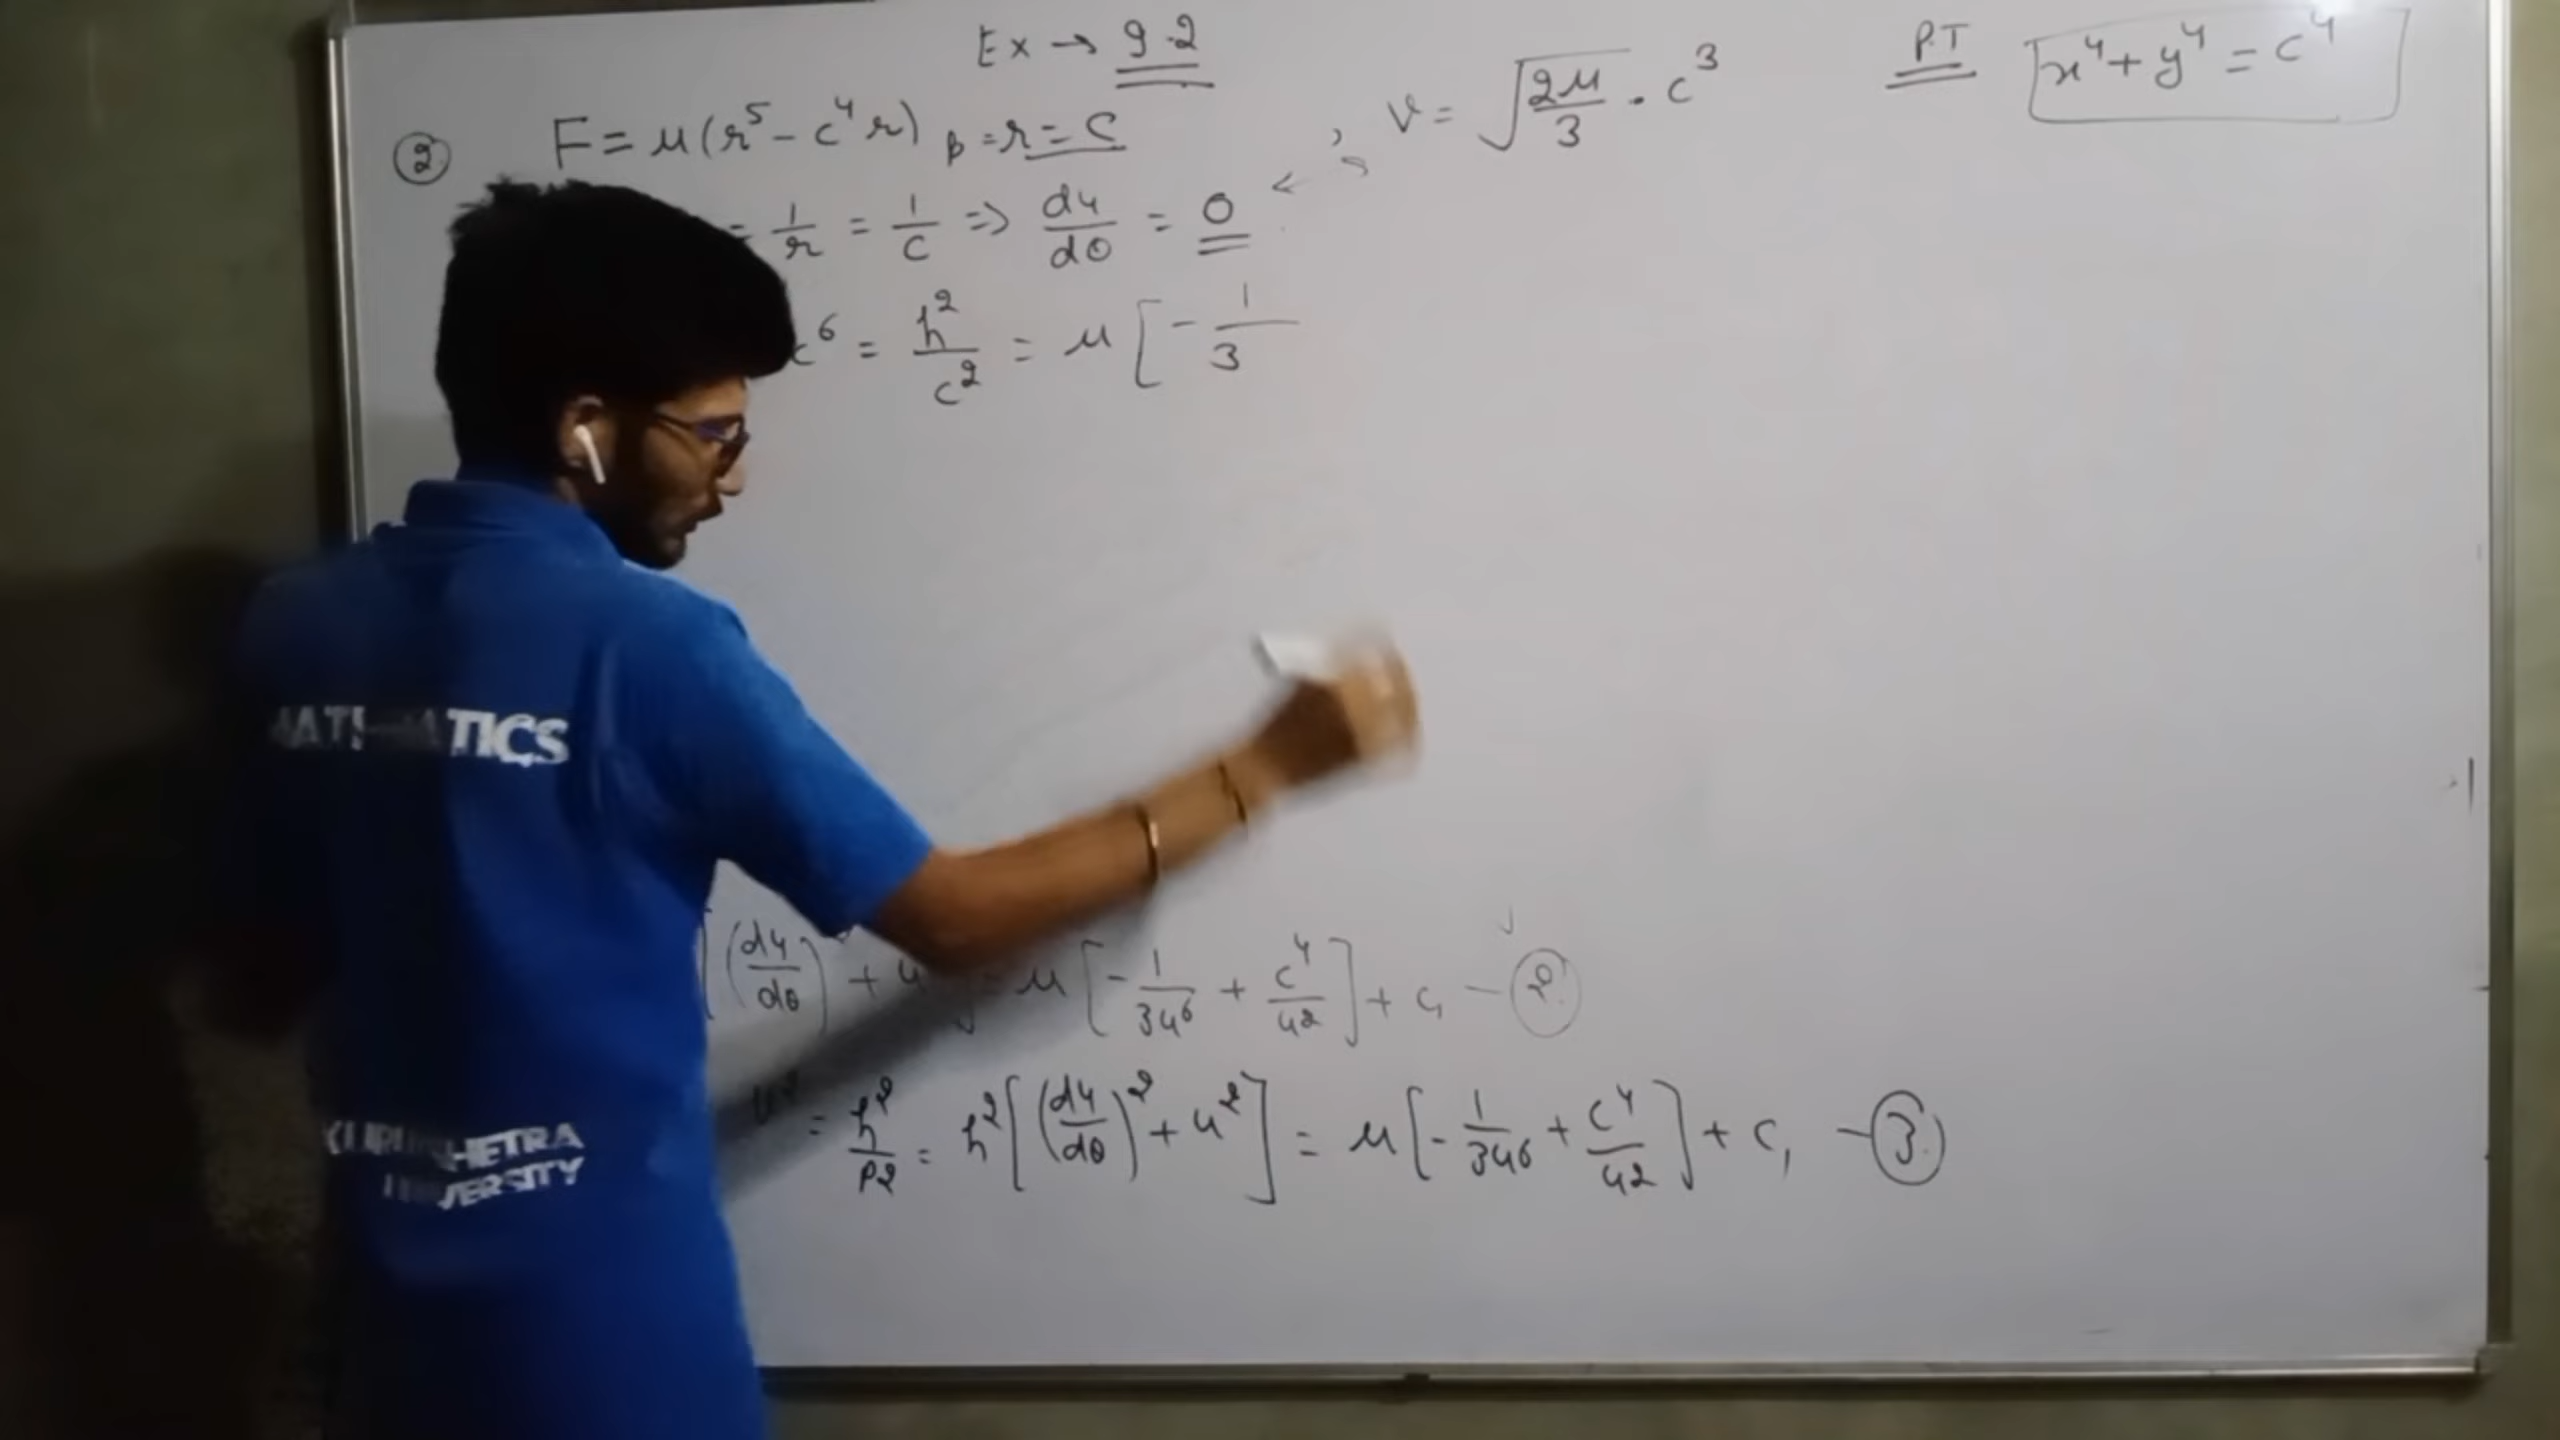 Ex → 9.2
② F = μ(r⁵ - c⁴r) p = r = c , v = √(2μ/3) . c³
P.T x⁴ + y⁴ = c⁴
= 1/r = 1/c => du/dθ = 0 ←
c⁶ = h²/c² = μ [ - 1/3
[(du/dθ) + u = μ [ - 1/3u⁶ + c⁴/u² ] + c₁ - ②
= h²/p² = h² [ (du/dθ)² + u² ] = μ [ - 1/3u⁶ + c⁴/u² ] + c₁ - ③
TICS
UNIVERSITY